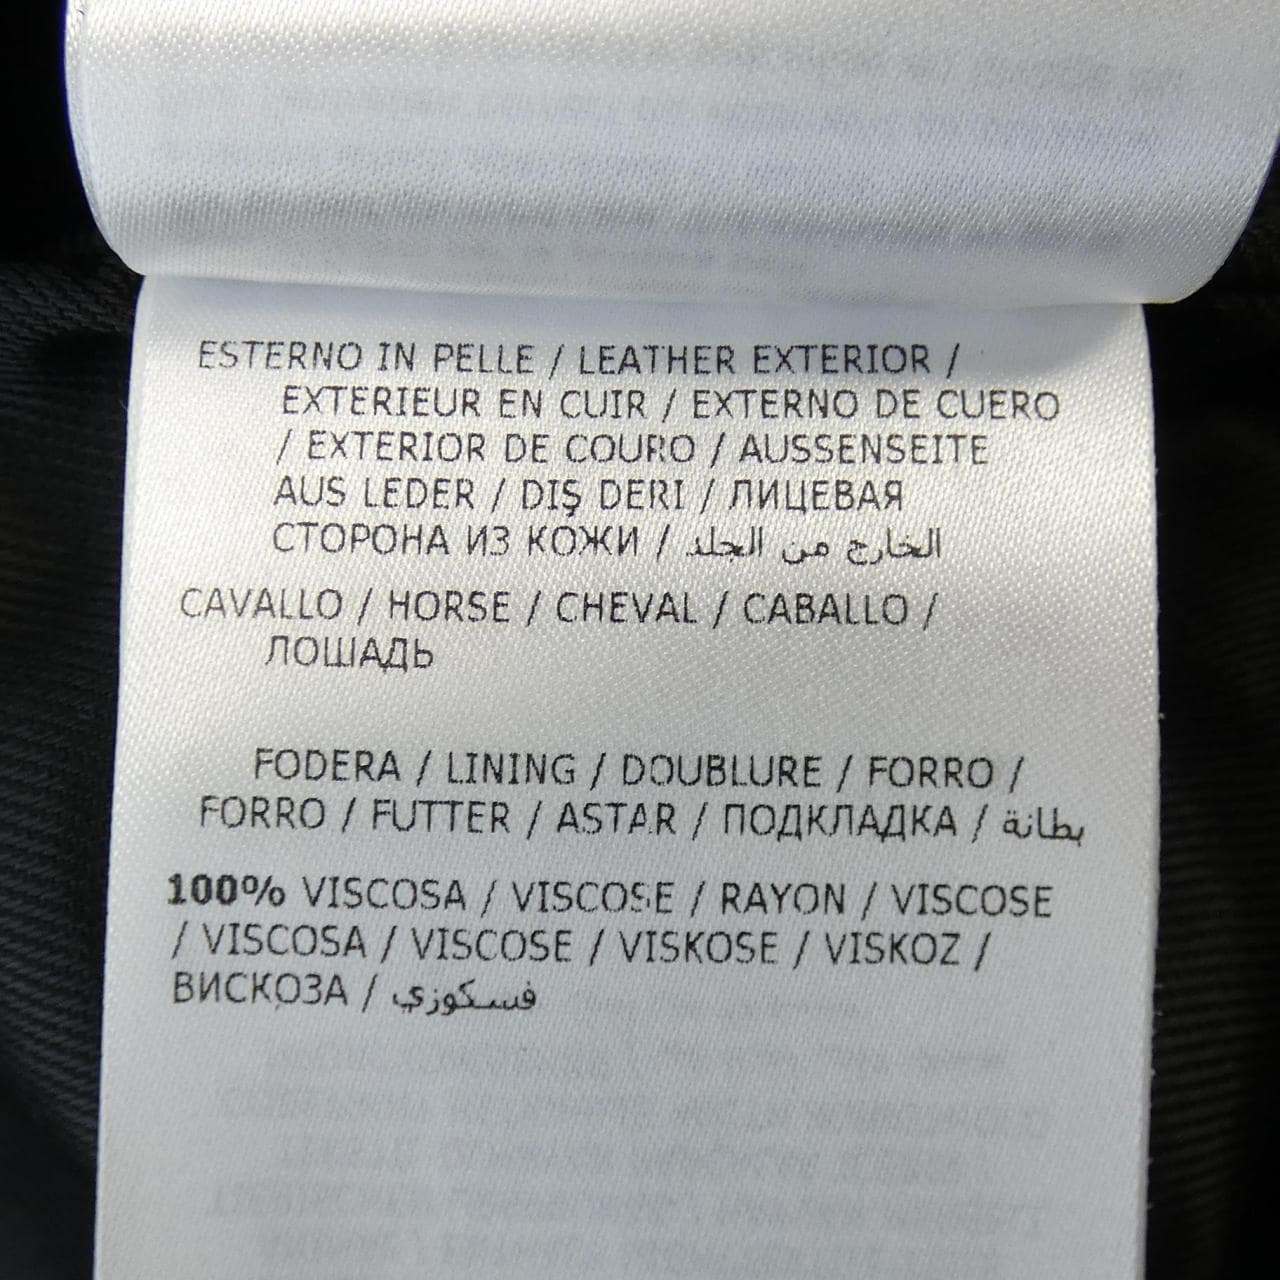 ESTERNO IN PELLE / LEATHER EXTERIOR /
EXTERIEUR EN CUIR / EXTERNO DE CUERO
/ EXTERIOR DE COURO / AUSSENSEITE
AUS LEDER / DIŞ DERI / ЛИЦЕВАЯ
СТОРОНА ИЗ КОЖИ / الخارج من الجلد
CAVALLO / HORSE / CHEVAL / CABALLO /
ЛОШАДЬ
FODERA / LINING / DOUBLURE / FORRO /
FORRO / FUTTER / ASTAR / ПОДКЛАДКА / بطانة
100% VISCOSA / VISCOSE / RAYON / VISCOSE
/ VISCOSA / VISCOSE / VISKOSE / VISKOZ /
ВИСКОЗА / فسكوزي